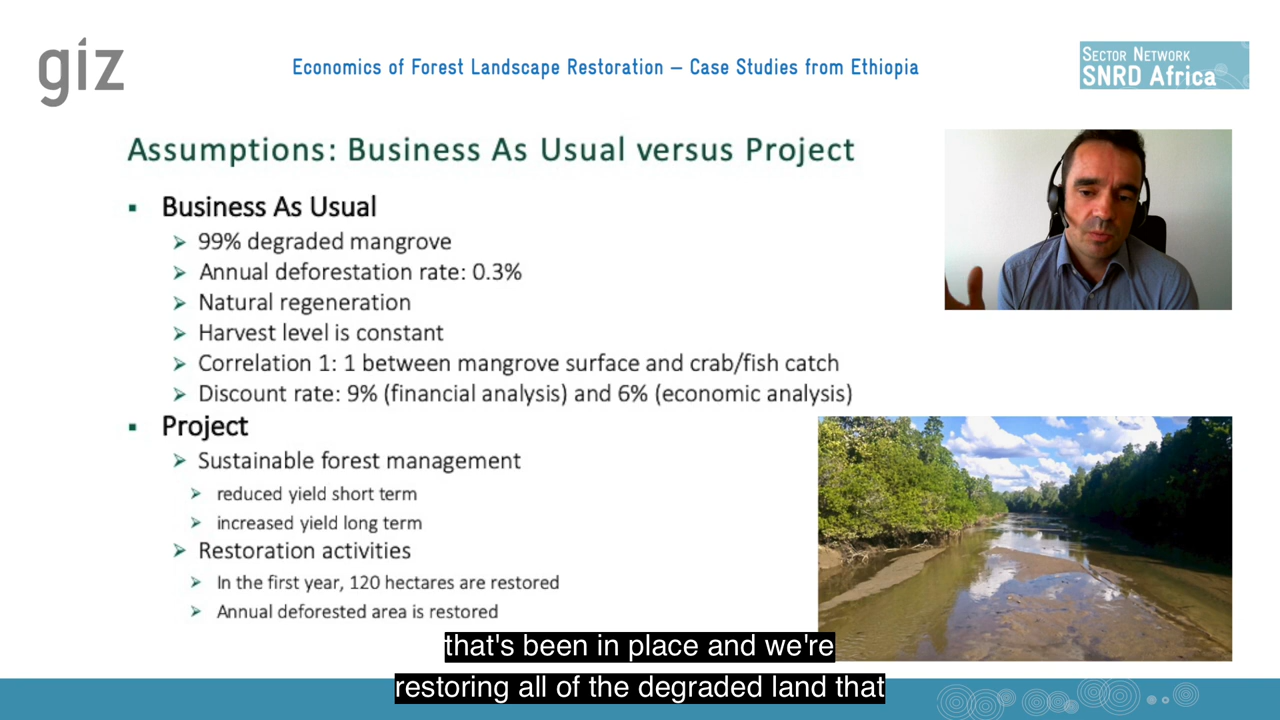 giz
Economics of Forest Landscape Restoration – Case Studies from Ethiopia
SECTOR NETWORK
SNRD Africa
Assumptions: Business As Usual versus Project
Business As Usual
99% degraded mangrove
Annual deforestation rate: 0.3%
Natural regeneration
Harvest level is constant
Correlation 1: 1 between mangrove surface and crab/fish catch
Discount rate: 9% (financial analysis) and 6% (economic analysis)
Project
Sustainable forest management
reduced yield short term
increased yield long term
Restoration activities
In the first year, 120 hectares are restored
Annual deforested area is restored
that's been in place and we're
restoring all of the degraded land that